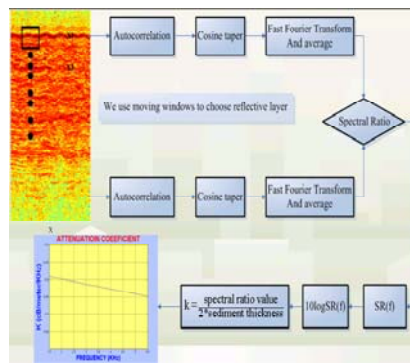 Autocorrelation
Cosine taper
Fast Fourier Transform
And average
We use moving windows to choose reflective layer
Spectral Ratio
Autocorrelation
Cosine taper
Fast Fourier Transform
And average
X
ATTENUATION COEFICIENT
FREQUENCY (KHz)
k = spectral ratio value
2*sediment thickness
10logSR(f)
SR(f)